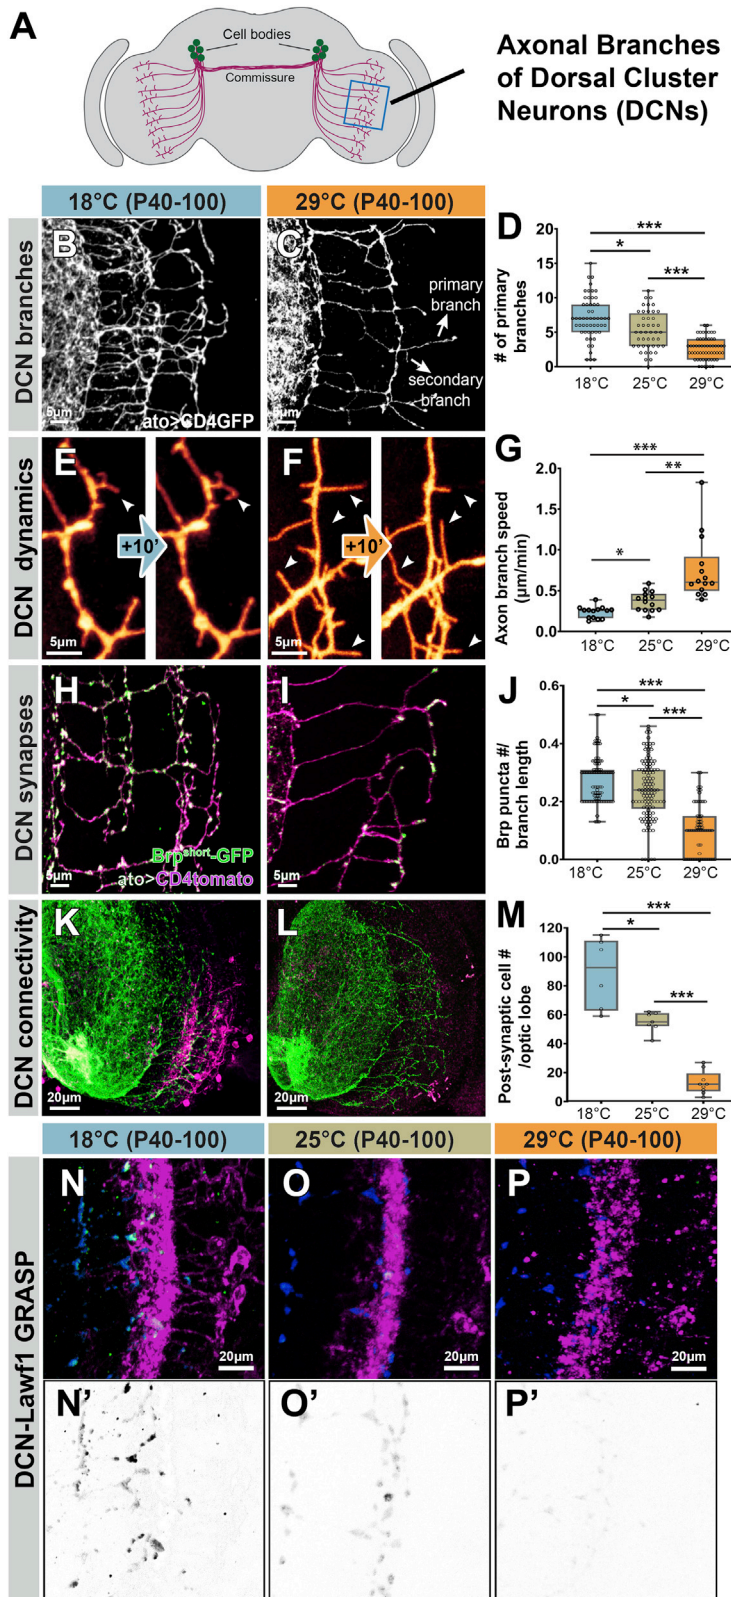 A
Cell bodies
Commissure
Axonal Branches
of Dorsal Cluster
Neurons (DCNs)
18°C (P40-100)
29°C (P40-100)
DCN branches
B
5µm
ato>CD4GFP
C
primary
branch
secondary
branch
5µm
D
# of primary
branches
20
15
10
5
0
***
*
***
18°C
25°C
29°C
DCN dynamics
E
+10'
5µm
F
+10'
5µm
G
Axon branch speed
(µm/min)
2.0
1.5
1.0
0.5
0.0
***
**
*
18°C
25°C
29°C
DCN synapses
H
Brpshort-GFP
ato>CD4tomato
5µm
I
5µm
J
Brp puncta #/
branch length
0.6
0.4
0.2
0.0
***
*
***
18°C
25°C
29°C
DCN connectivity
K
20µm
L
20µm
M
Post-synaptic cell #
/optic lobe
120
100
80
60
40
20
0
***
*
***
18°C
25°C
29°C
18°C (P40-100)
25°C (P40-100)
29°C (P40-100)
DCN-Lawf1 GRASP
N
20µm
O
20µm
P
20µm
N'
O'
P'